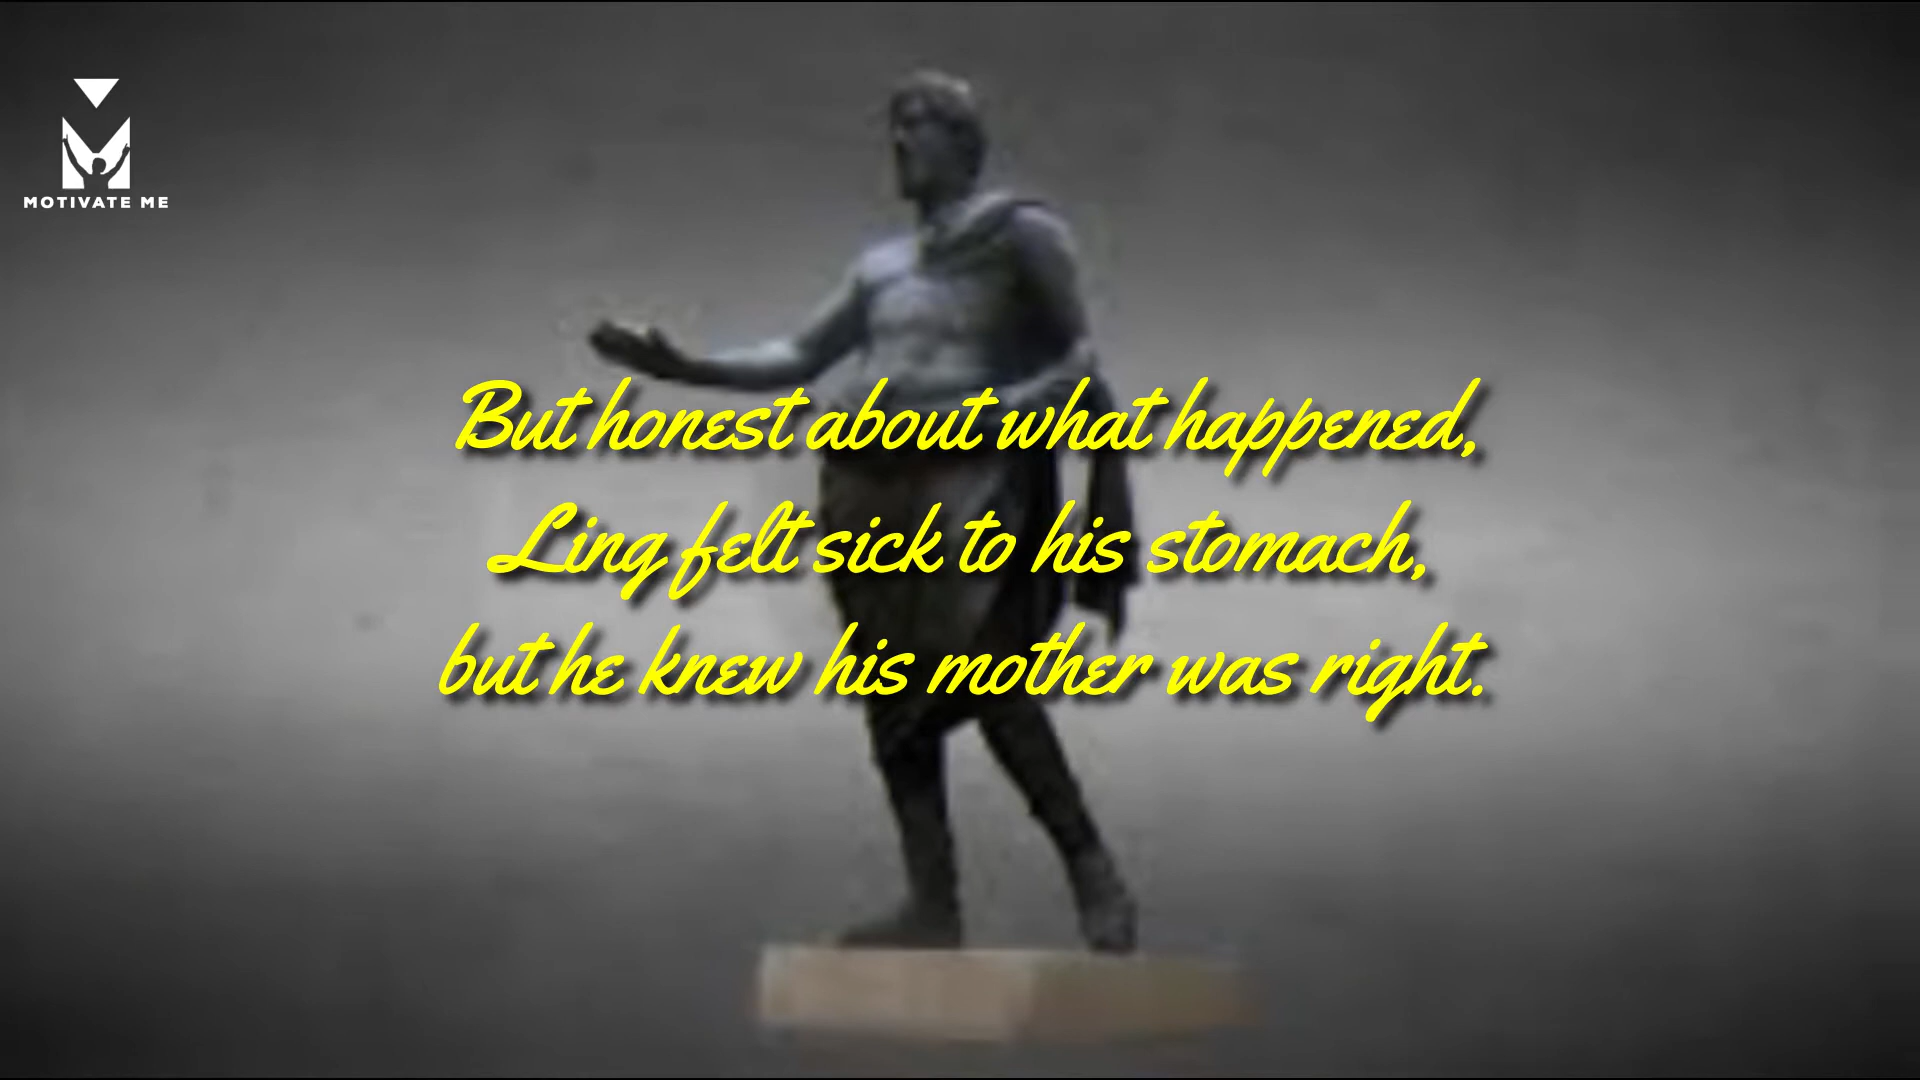 MOTIVATE ME
But honest about what happened,
Ling felt sick to his stomach,
but he knew his mother was right.